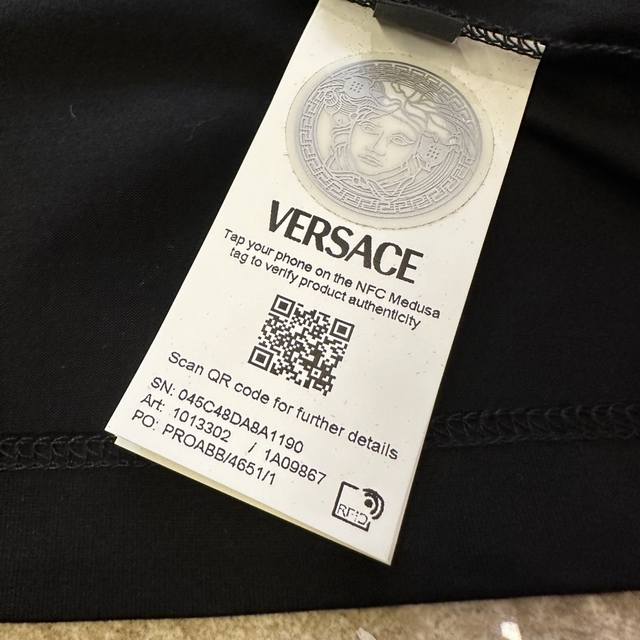 VERSACE
Tap your phone on the NFC Medusa
tag to verify product authenticity
Scan QR code for further details
SN: 045C48DA8A1190
Art: 1013302 / 1A09867
PO: PROABB/4651/1
RFID